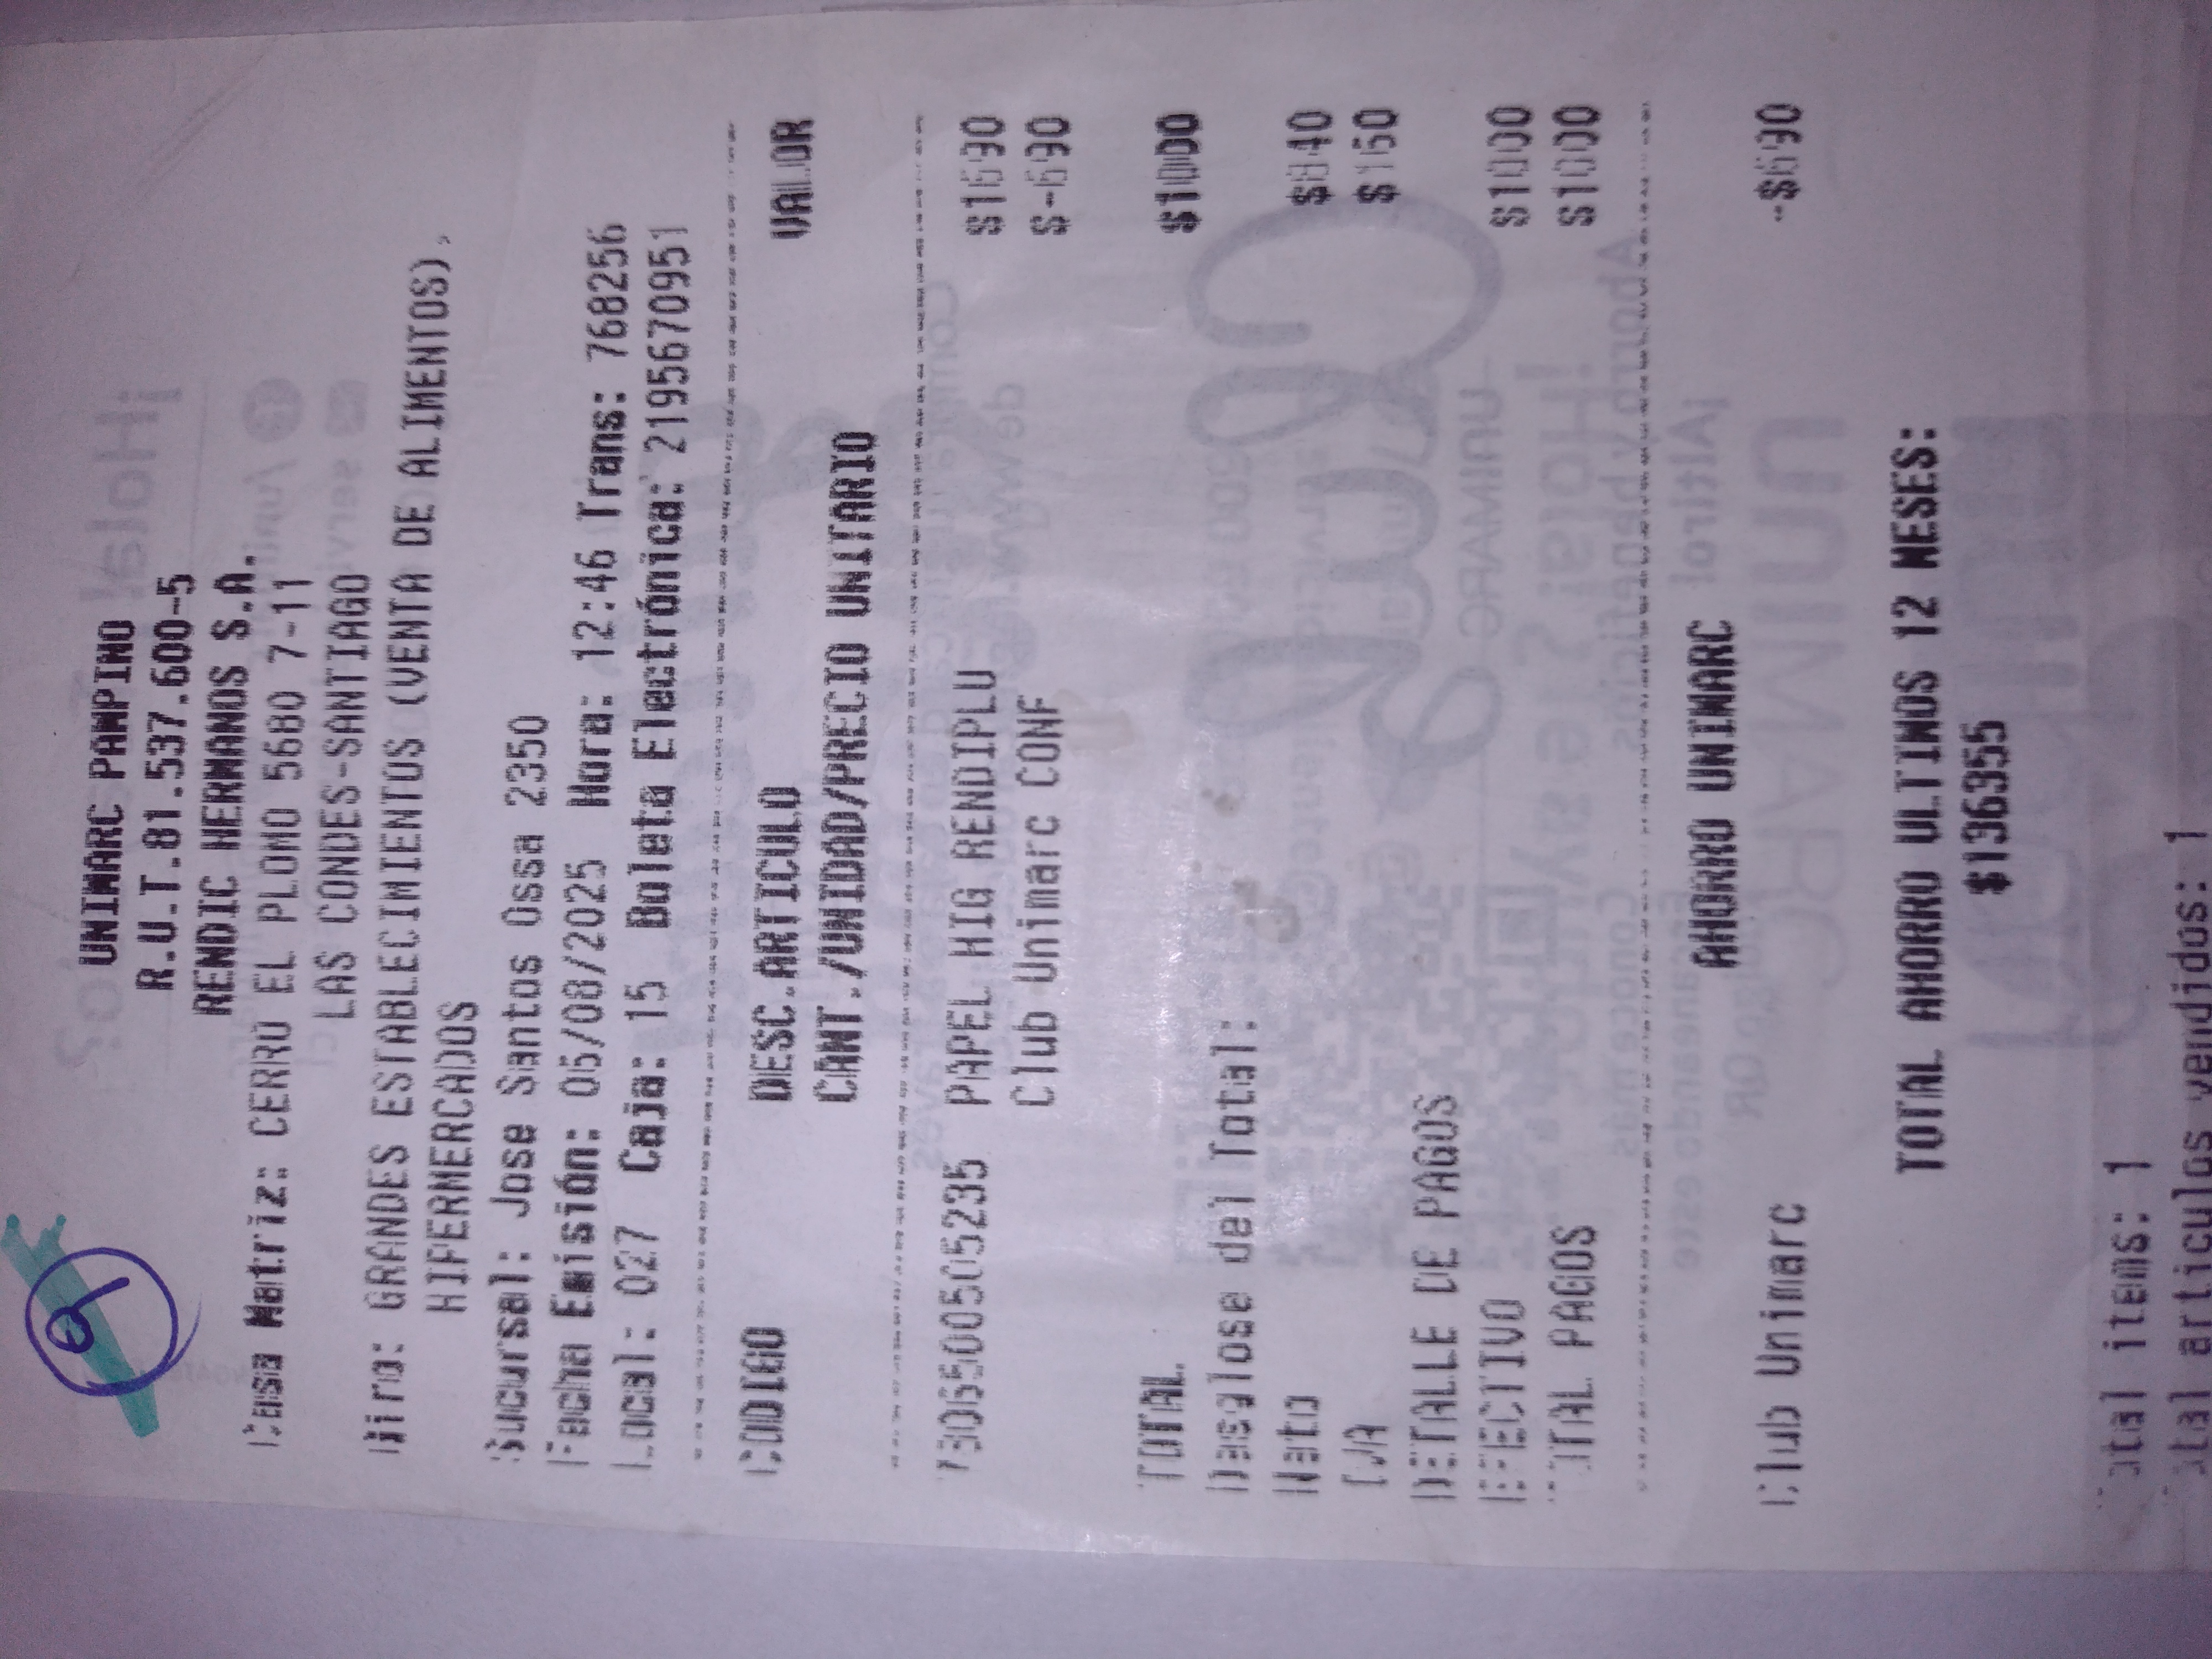 9
UNIMARC PAMPINO
R.U.T.81.537.600-5
RENDIC HERMANOS S.A.
Casa Matriz: CERRO EL PLOMO 5680 7-11
LAS CONDES-SANTIAGO
Giro: GRANDES ESTABLECIMIENTOS (VENTA DE ALIMENTOS),
HIPERMERCADOS
Sucursal: Jose Santos Ossa 2350
Fecha Emisión: 05/08/2025 Hora: 12:46 Trans: 768256
Local: 027 Caja: 15 Boleta Electrónica: 2195670951
CODIGO DESC.ARTICULO VALOR
CANT./UNIDAD/PRECIO UNITARIO
PAPEL HIG RENDIPLU $1690
Club Unimarc CONF $-690
TOTAL $1000
Desglose del Total:
Neto $840
IVA $160
DETALLE DE PAGOS
EFECTIVO $1000
TOTAL PAGOS $1000
AHORRO UNIMARC
Club Unimarc -$690
TOTAL AHORRO ULTIMOS 12 MESES:
$136355
Total items: 1
Total articulos vendidos: 1